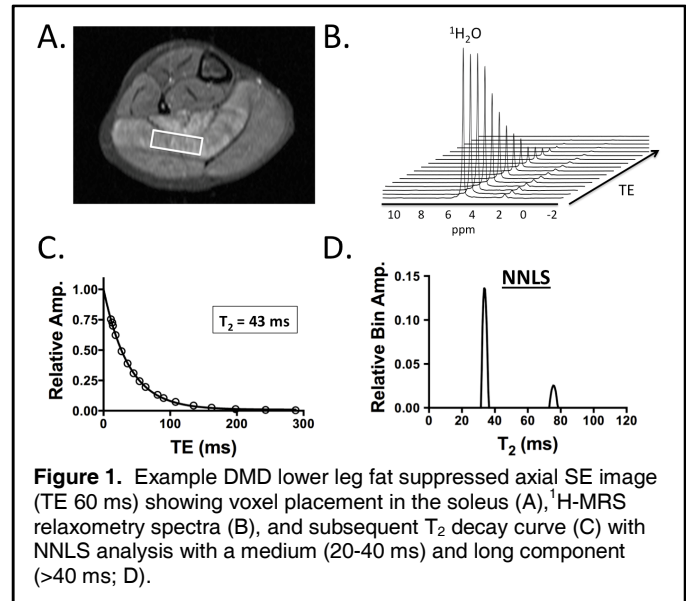 A.
B.
¹H₂O
TE
10 8 6 4 2 0 -2
ppm
C.
Relative Amp.
1.00
0.75
0.50
0.25
0.00
0 100 200 300
TE (ms)
T₂ = 43 ms
D.
NNLS
Relative Bin Amp.
0.15
0.10
0.05
0.00
0 20 40 60 80 100 120
T₂ (ms)
Figure 1. Example DMD lower leg fat suppressed axial SE image
(TE 60 ms) showing voxel placement in the soleus (A),¹H-MRS
relaxometry spectra (B), and subsequent T₂ decay curve (C) with
NNLS analysis with a medium (20-40 ms) and long component
(>40 ms; D).